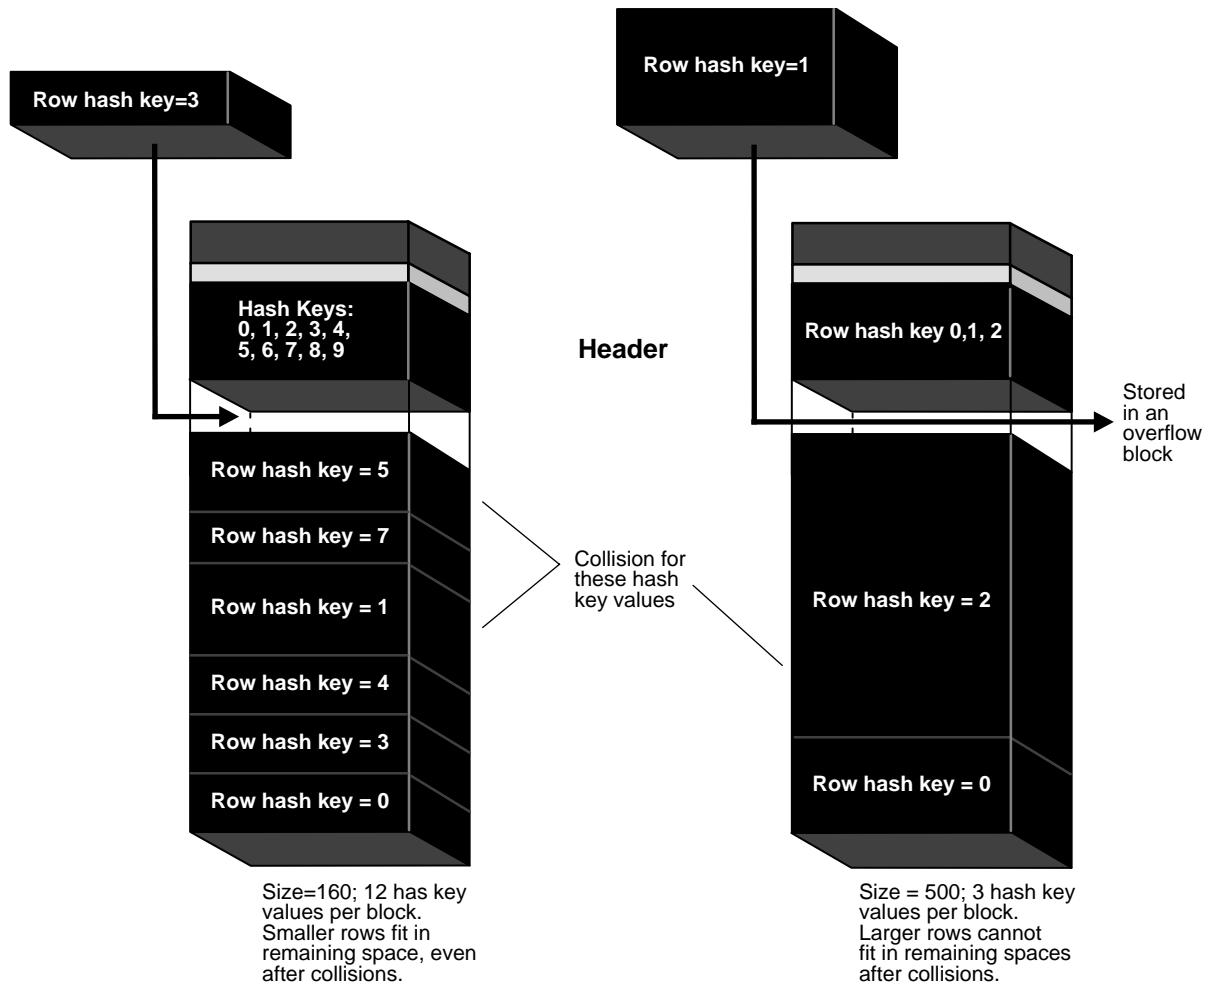 Row hash key=3
Row hash key=1
Hash Keys:
0, 1, 2, 3, 4,
5, 6, 7, 8, 9
Header
Row hash key 0,1, 2
Stored
in an
overflow
block
Row hash key = 5
Row hash key = 7
Row hash key = 1
Row hash key = 4
Row hash key = 3
Row hash key = 0
Collision for
these hash
key values
Row hash key = 2
Row hash key = 0
Size=160; 12 has key
values per block.
Smaller rows fit in
remaining space, even
after collisions.
Size = 500; 3 hash key
values per block.
Larger rows cannot
fit in remaining spaces
after collisions.